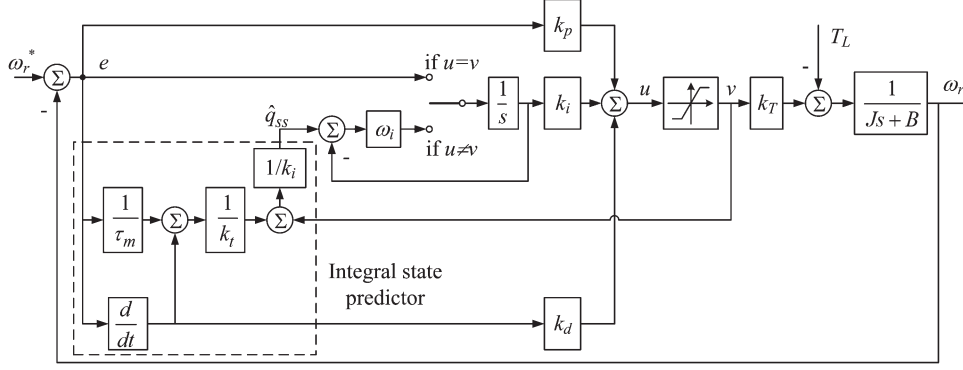 k_p
T_L
ω_r*
Σ
e
if u=v
-
-
1/s
k_i
Σ
u
v
k_T
Σ
1/(Js + B)
ω_r
q̂_ss
Σ
ω_i
if u≠v
-
1/k_i
1/τ_m
Σ
1/k_t
Σ
Integral state
predictor
d/dt
k_d